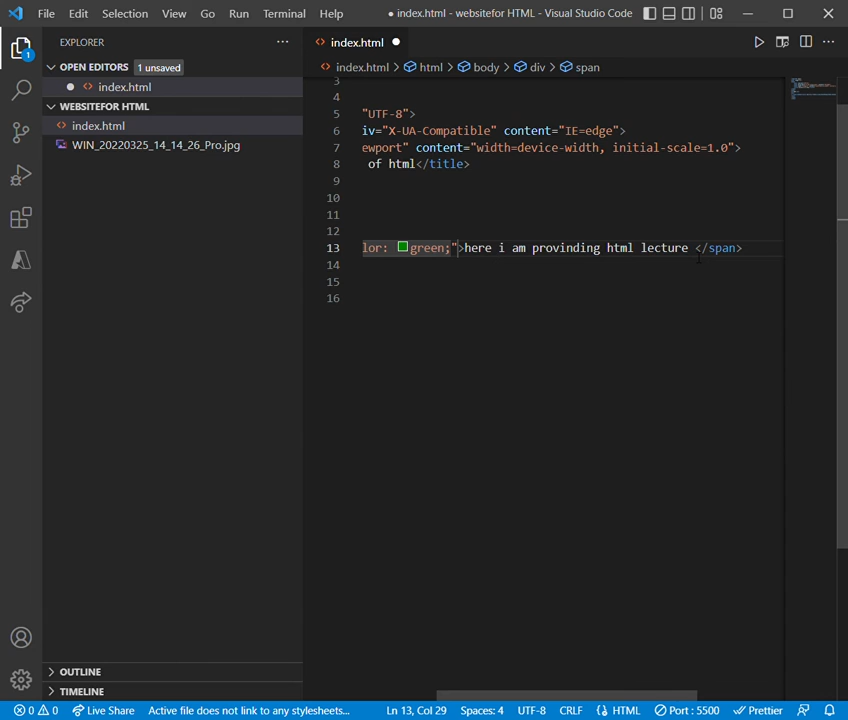 File Edit Selection View Go Run Terminal Help ● index.html - websitefor HTML - Visual Studio Code
EXPLORER ...
1
OPEN EDITORS 1 unsaved
index.html
WEBSITEFOR HTML
index.html
WIN_20220325_14_14_26_Pro.jpg
OUTLINE
TIMELINE
index.html
index.html > html > body > div > span
3
4
5 "UTF-8">
6 iv="X-UA-Compatible" content="IE=edge">
7 ewport" content="width=device-width, initial-scale=1.0">
8 of html</title>
9
10
11
12
13 lor: green;">here i am provinding html lecture </span>
14
15
16
0 0 Live Share Active file does not link to any stylesheets... Ln 13, Col 29 Spaces: 4 UTF-8 CRLF HTML Port : 5500 Prettier